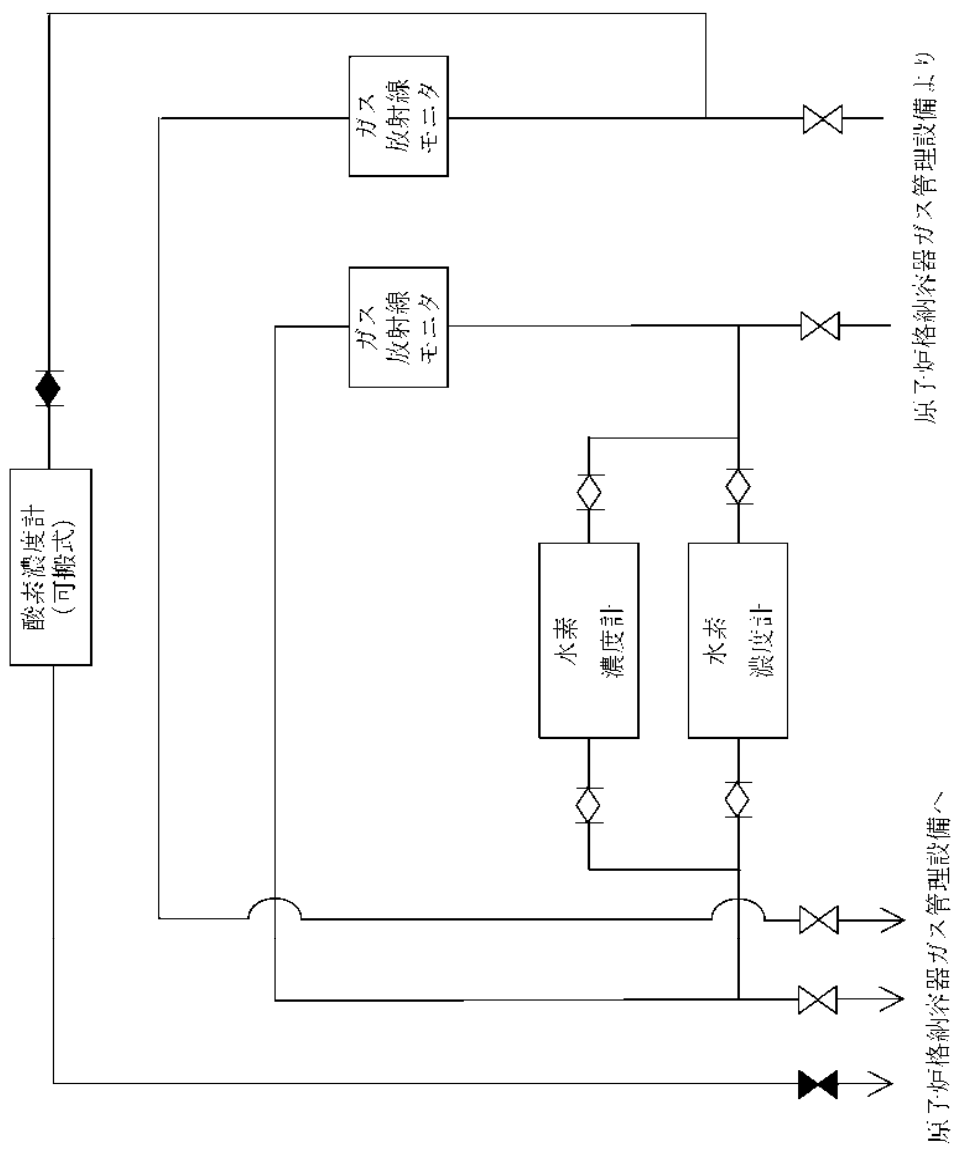 酸素濃度計
（可搬式）
ガス
放射線
モニタ
ガス
放射線
モニタ
水素
濃度計
水素
濃度計
原子炉格納容器ガス管理設備へ
原子炉格納容器ガス管理設備より